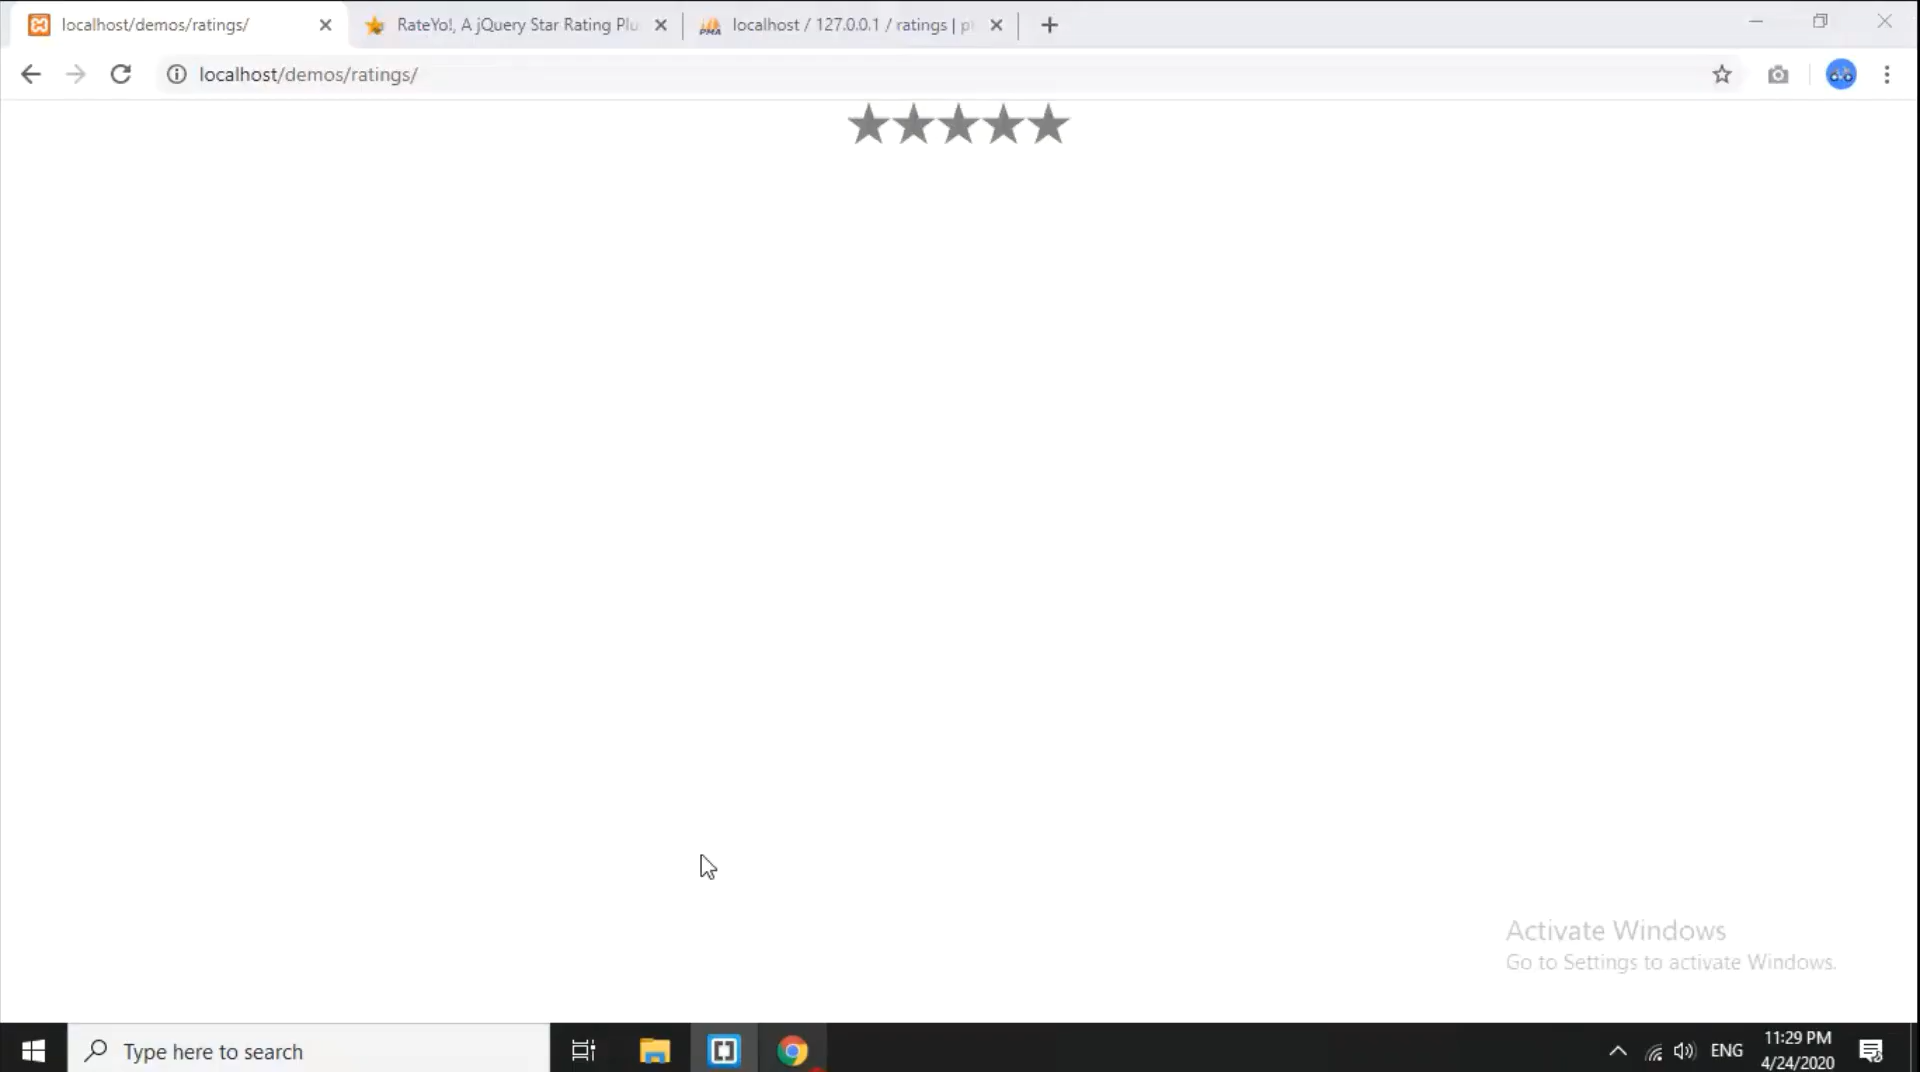 localhost/demos/ratings/
RateYo!, A jQuery Star Rating Plu
localhost / 127.0.0.1 / ratings | p
PMA
localhost/demos/ratings/
Activate Windows
Go to Settings to activate Windows.
Type here to search
ENG
11:29 PM
4/24/2020